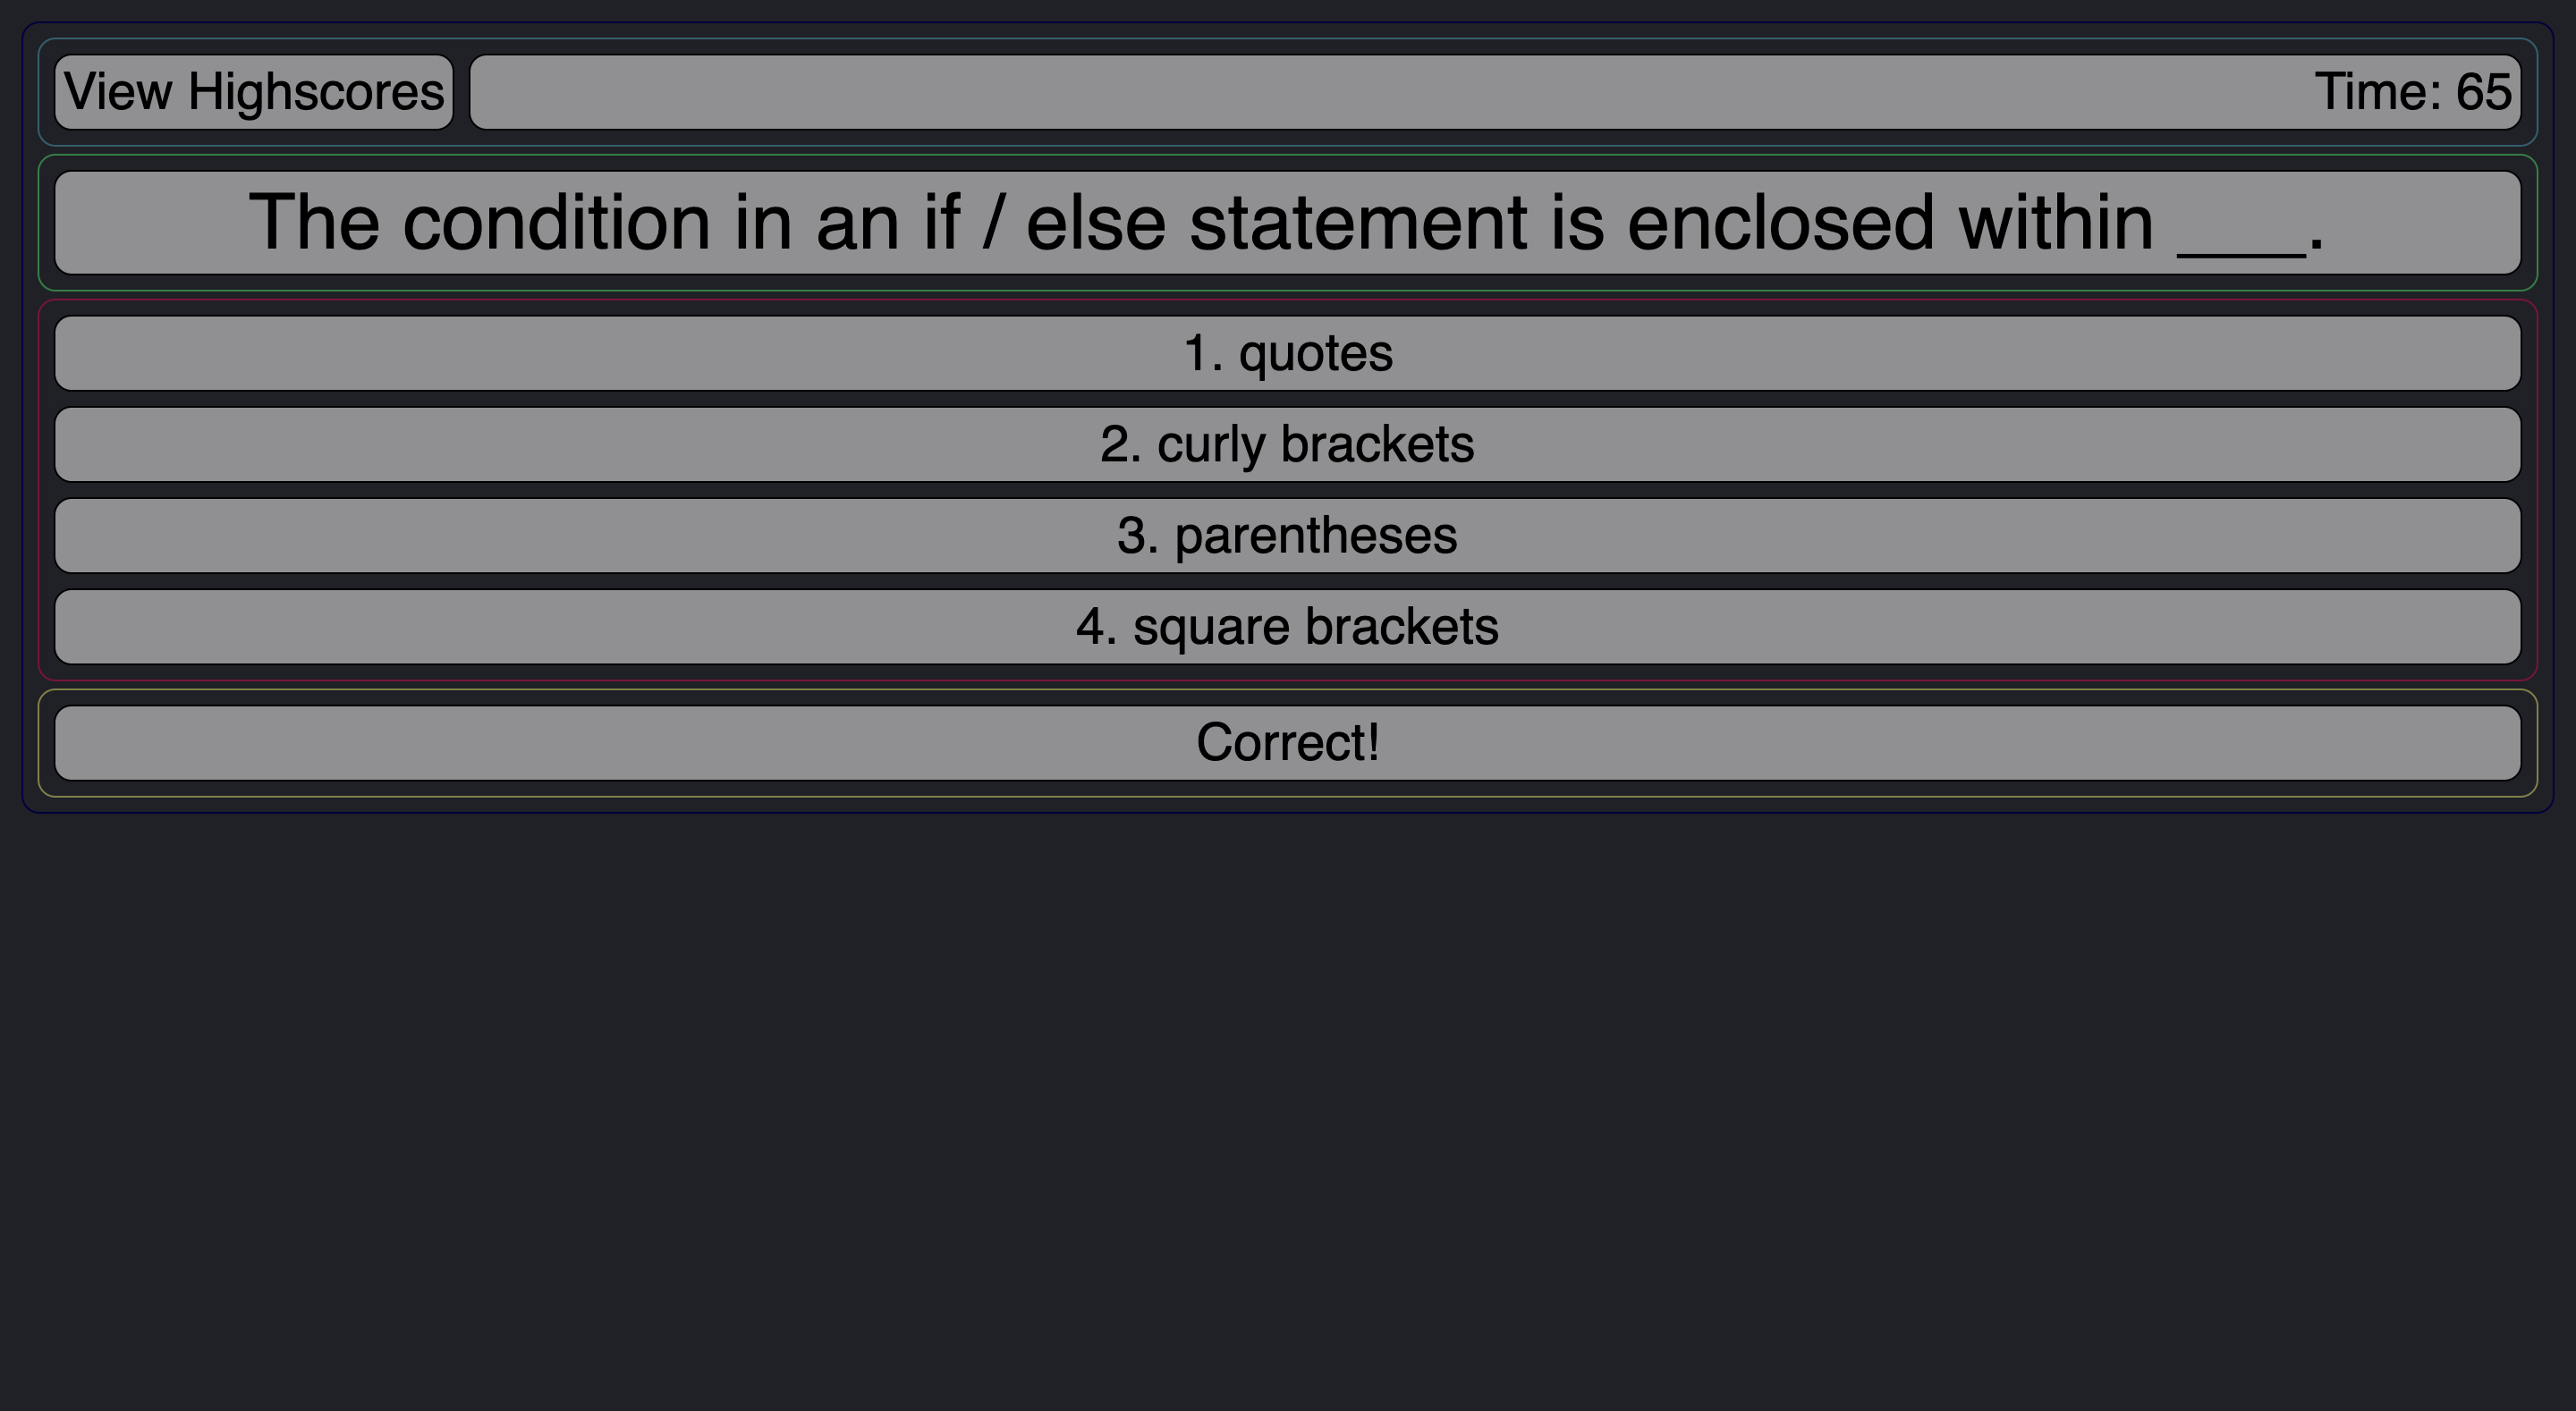 View Highscores
Time: 65
The condition in an if / else statement is enclosed within ____.
1. quotes
2. curly brackets
3. parentheses
4. square brackets
Correct!